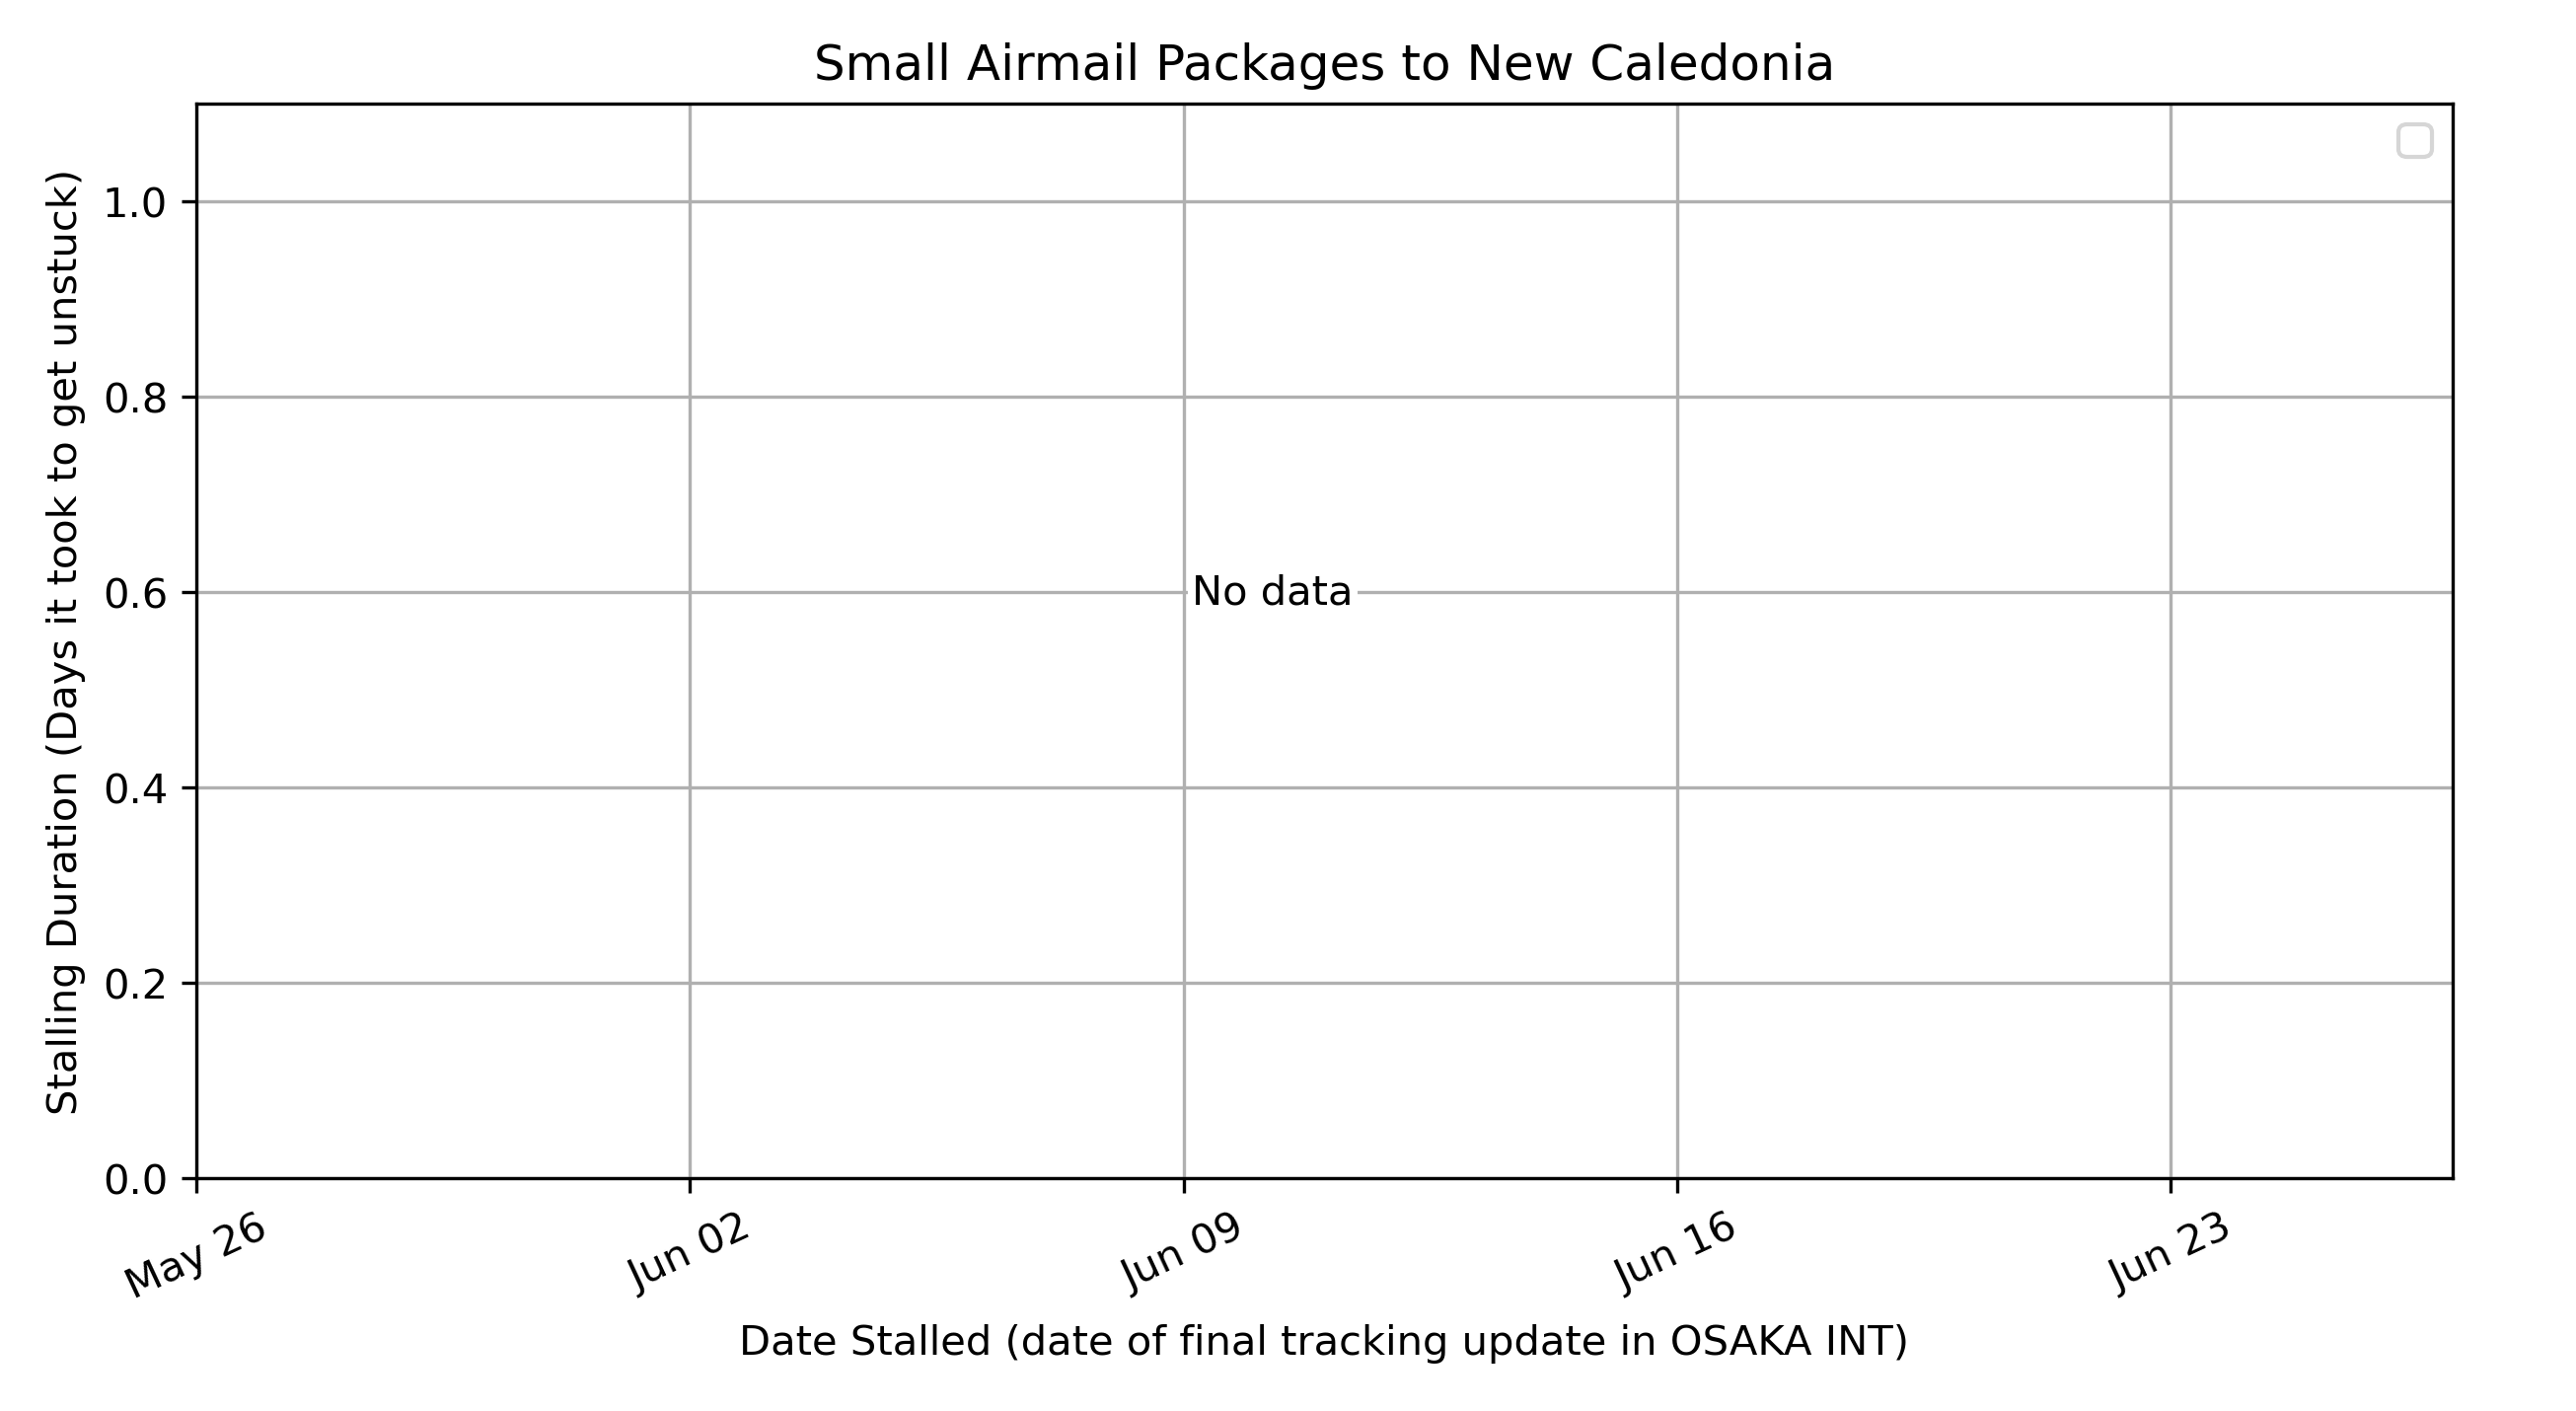 Small Airmail Packages to New Caledonia
Stalling Duration (Days it took to get unstuck)
1.0
0.8
0.6
0.4
0.2
0.0
No data
May 26
Jun 02
Jun 09
Jun 16
Jun 23
Date Stalled (date of final tracking update in OSAKA INT)